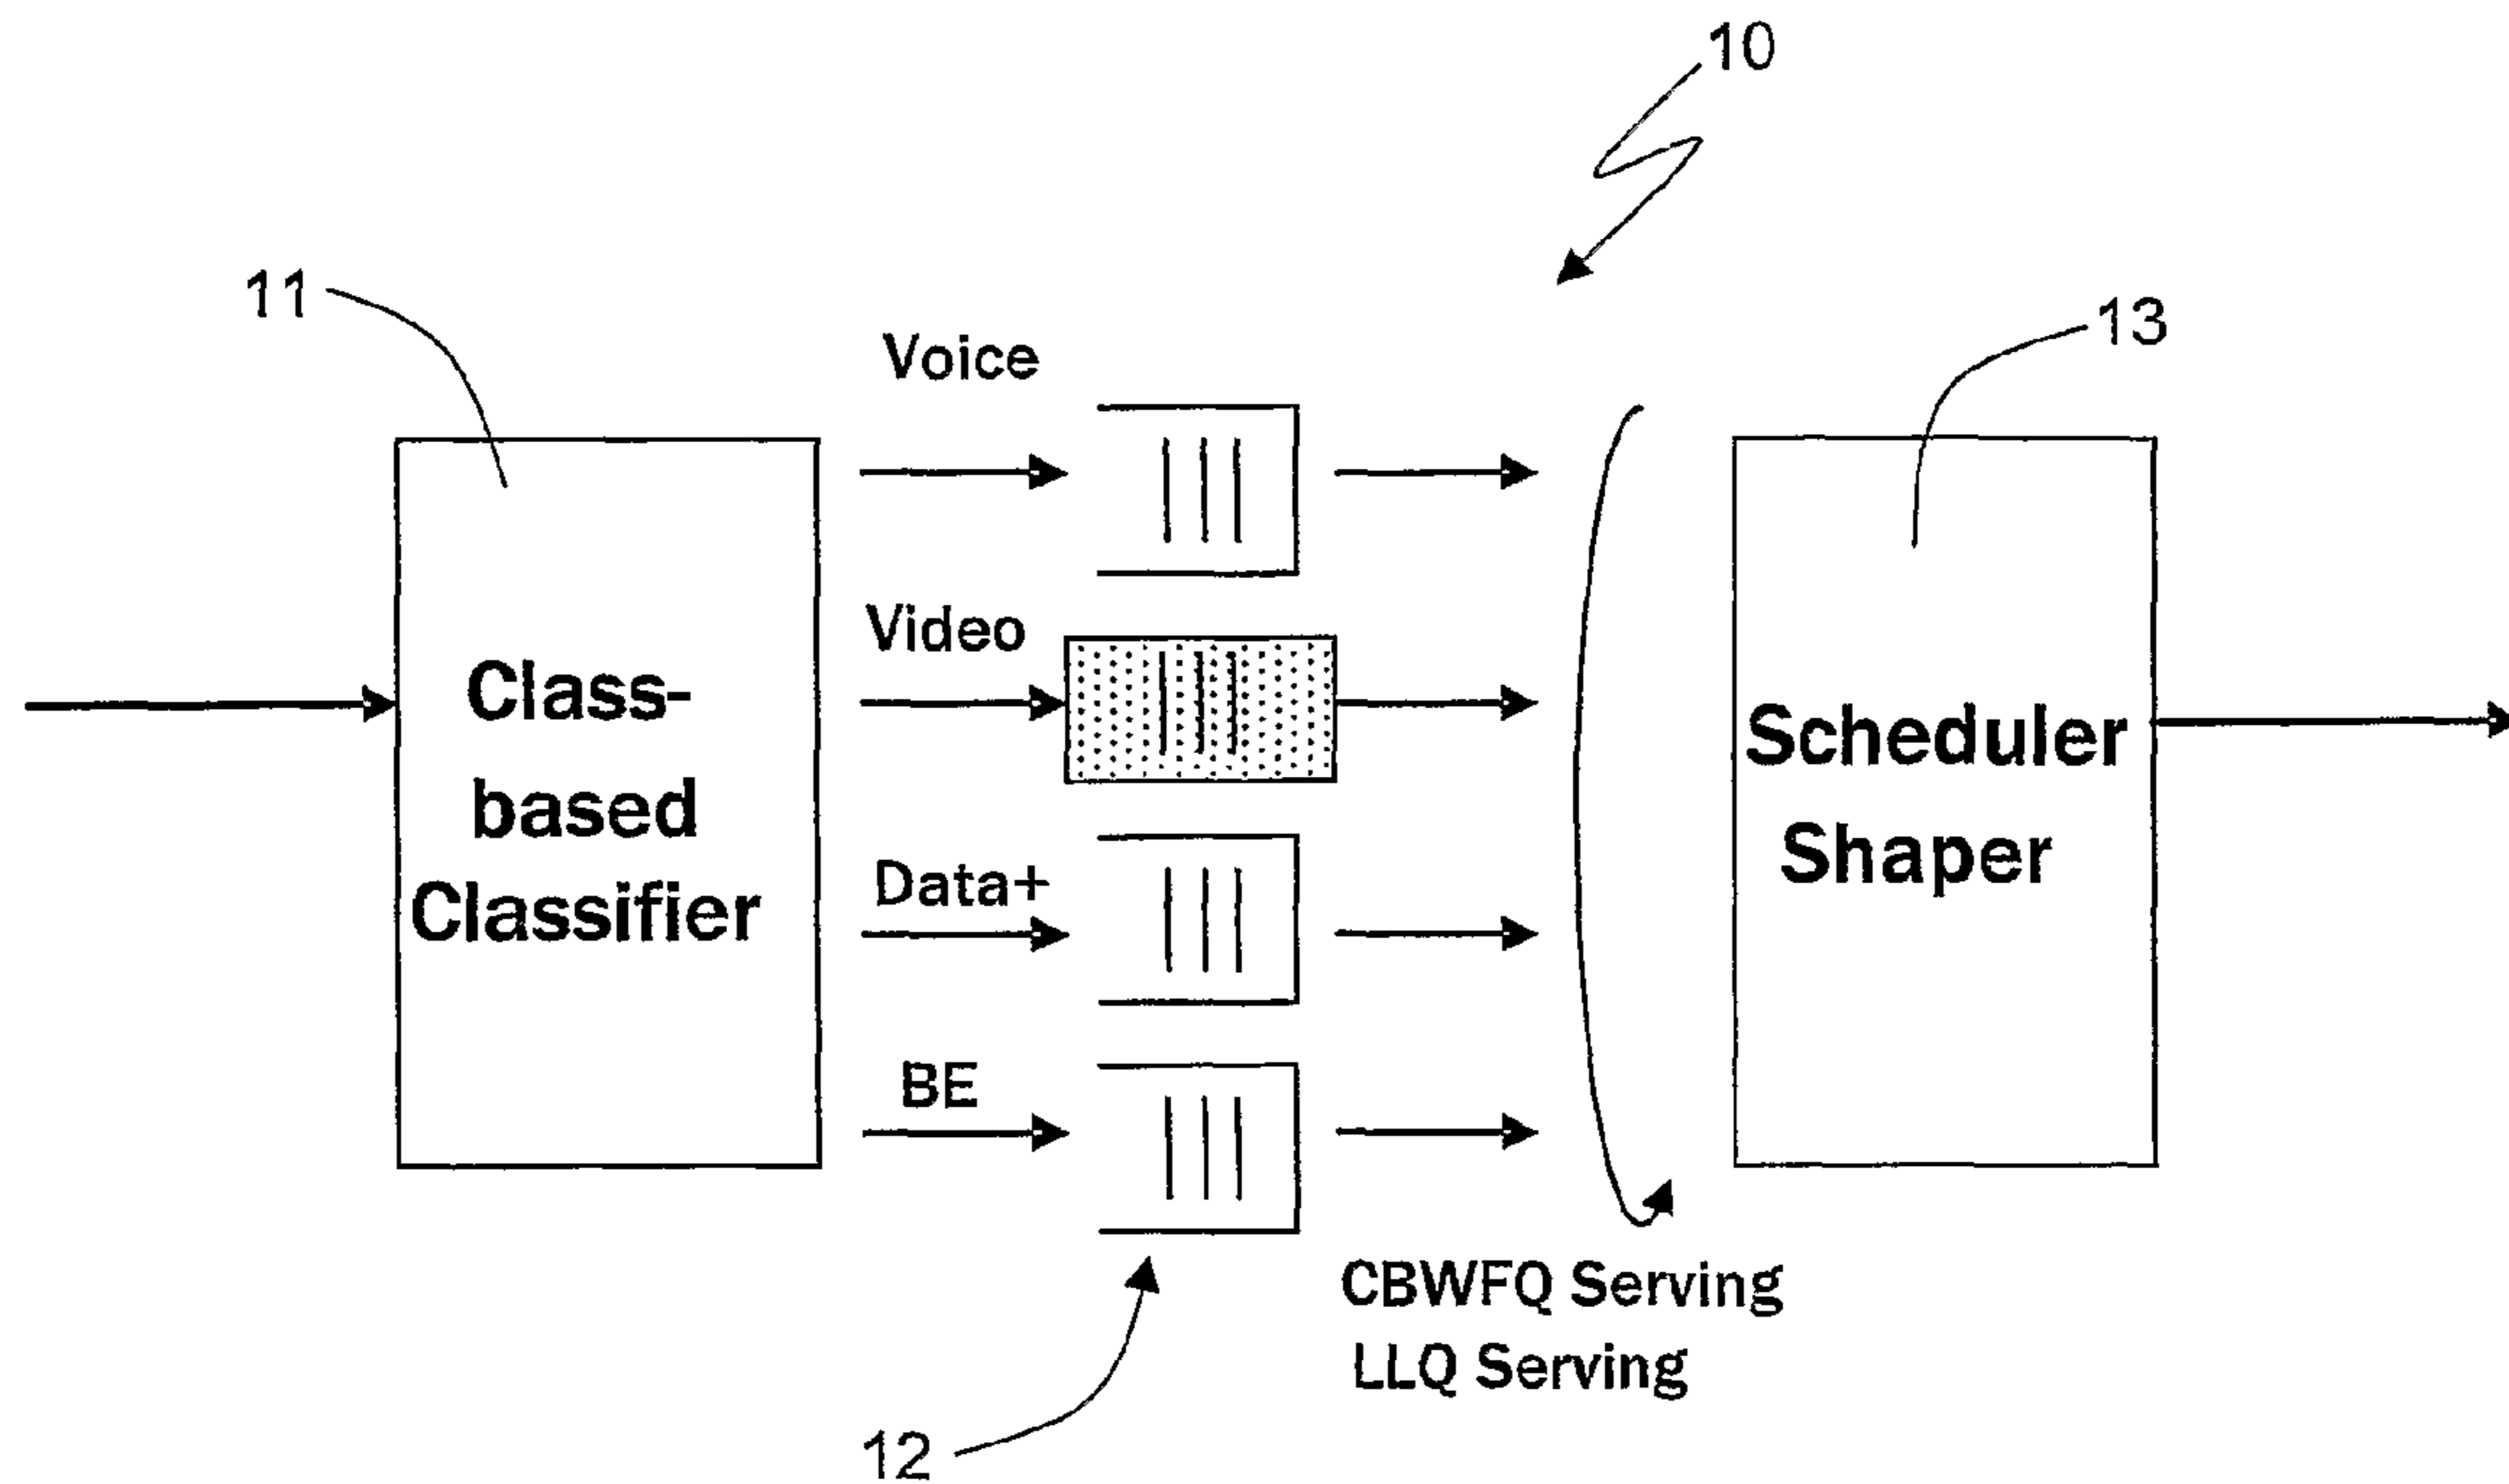 10
11
13
Voice
Video
Class-
based
Classifier
Scheduler
Shaper
Data+
BE
CBWFQ Serving
LLQ Serving
12